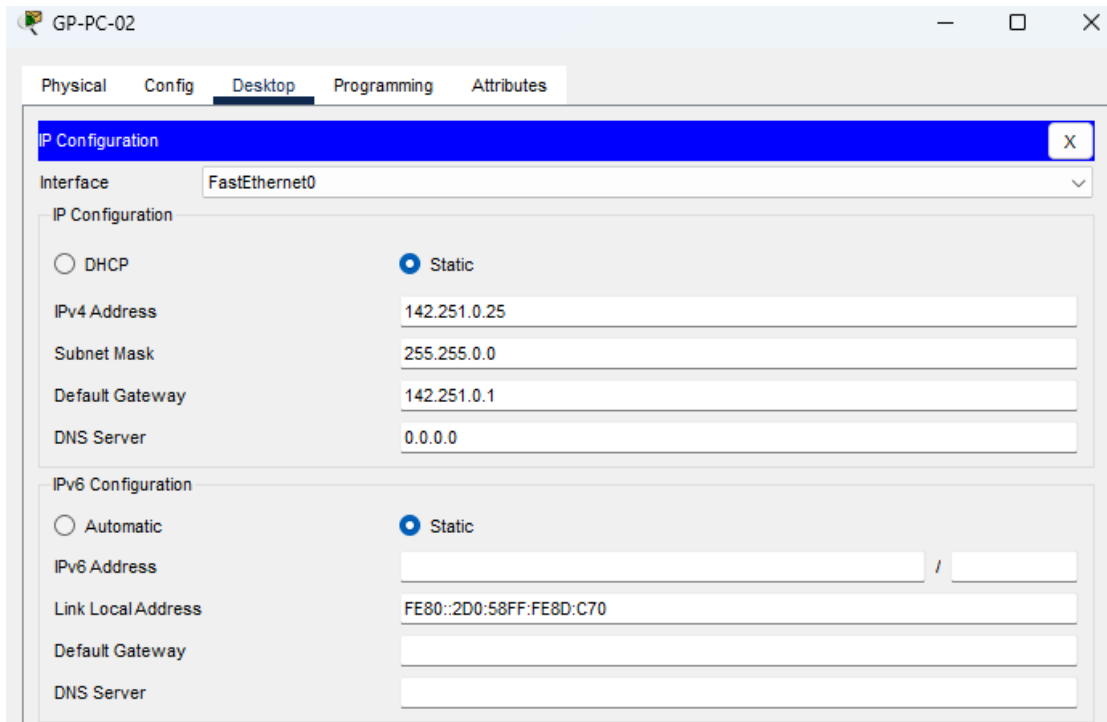 GP-PC-02
Physical Config Desktop Programming Attributes
IP Configuration X
Interface FastEthernet0
IP Configuration
DHCP Static
IPv4 Address 142.251.0.25
Subnet Mask 255.255.0.0
Default Gateway 142.251.0.1
DNS Server 0.0.0.0
IPv6 Configuration
Automatic Static
IPv6 Address /
Link Local Address FE80::2D0:58FF:FE8D:C70
Default Gateway
DNS Server